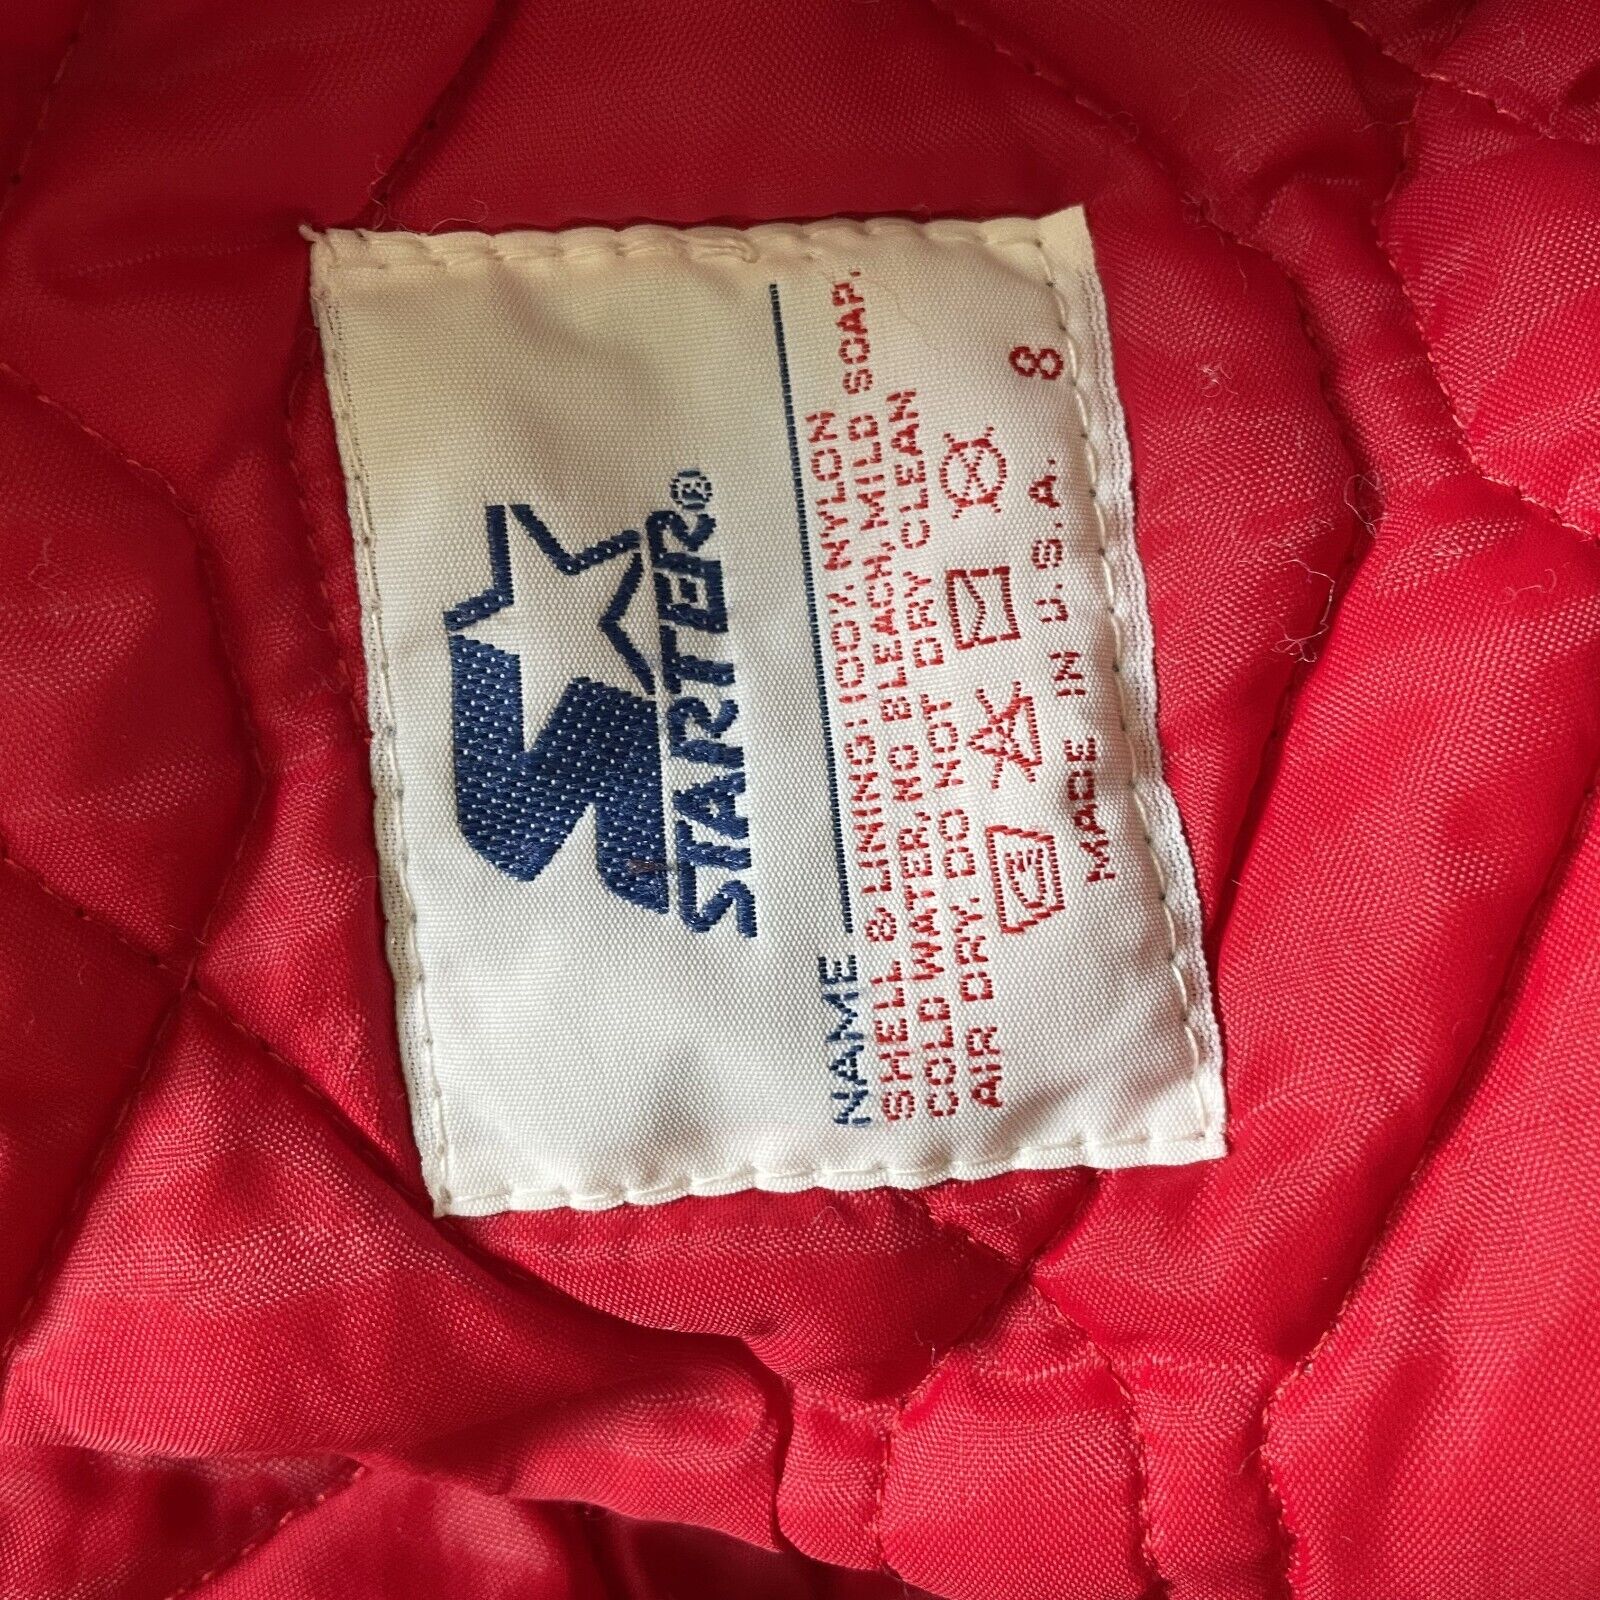 STARTER®
NAME
SHELL & LINING: 100% NYLON
COLD WATER, NO BLEACH, MILD SOAP.
AIR DRY. DO NOT DRY CLEAN
CW
MADE IN U.S.A. 8